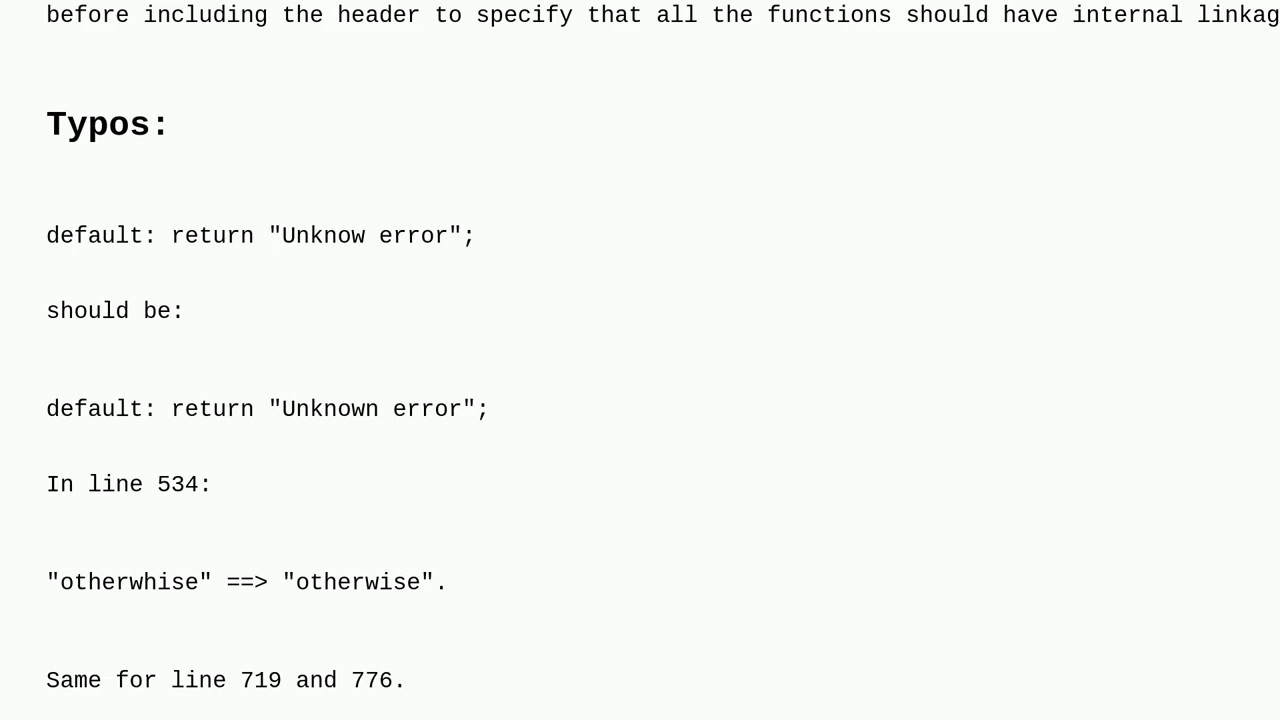 before including the header to specify that all the functions should have internal linkag
Typos:
default: return "Unknow error";
should be:
default: return "Unknown error";
In line 534:
"otherwhise" ==> "otherwise".
Same for line 719 and 776.